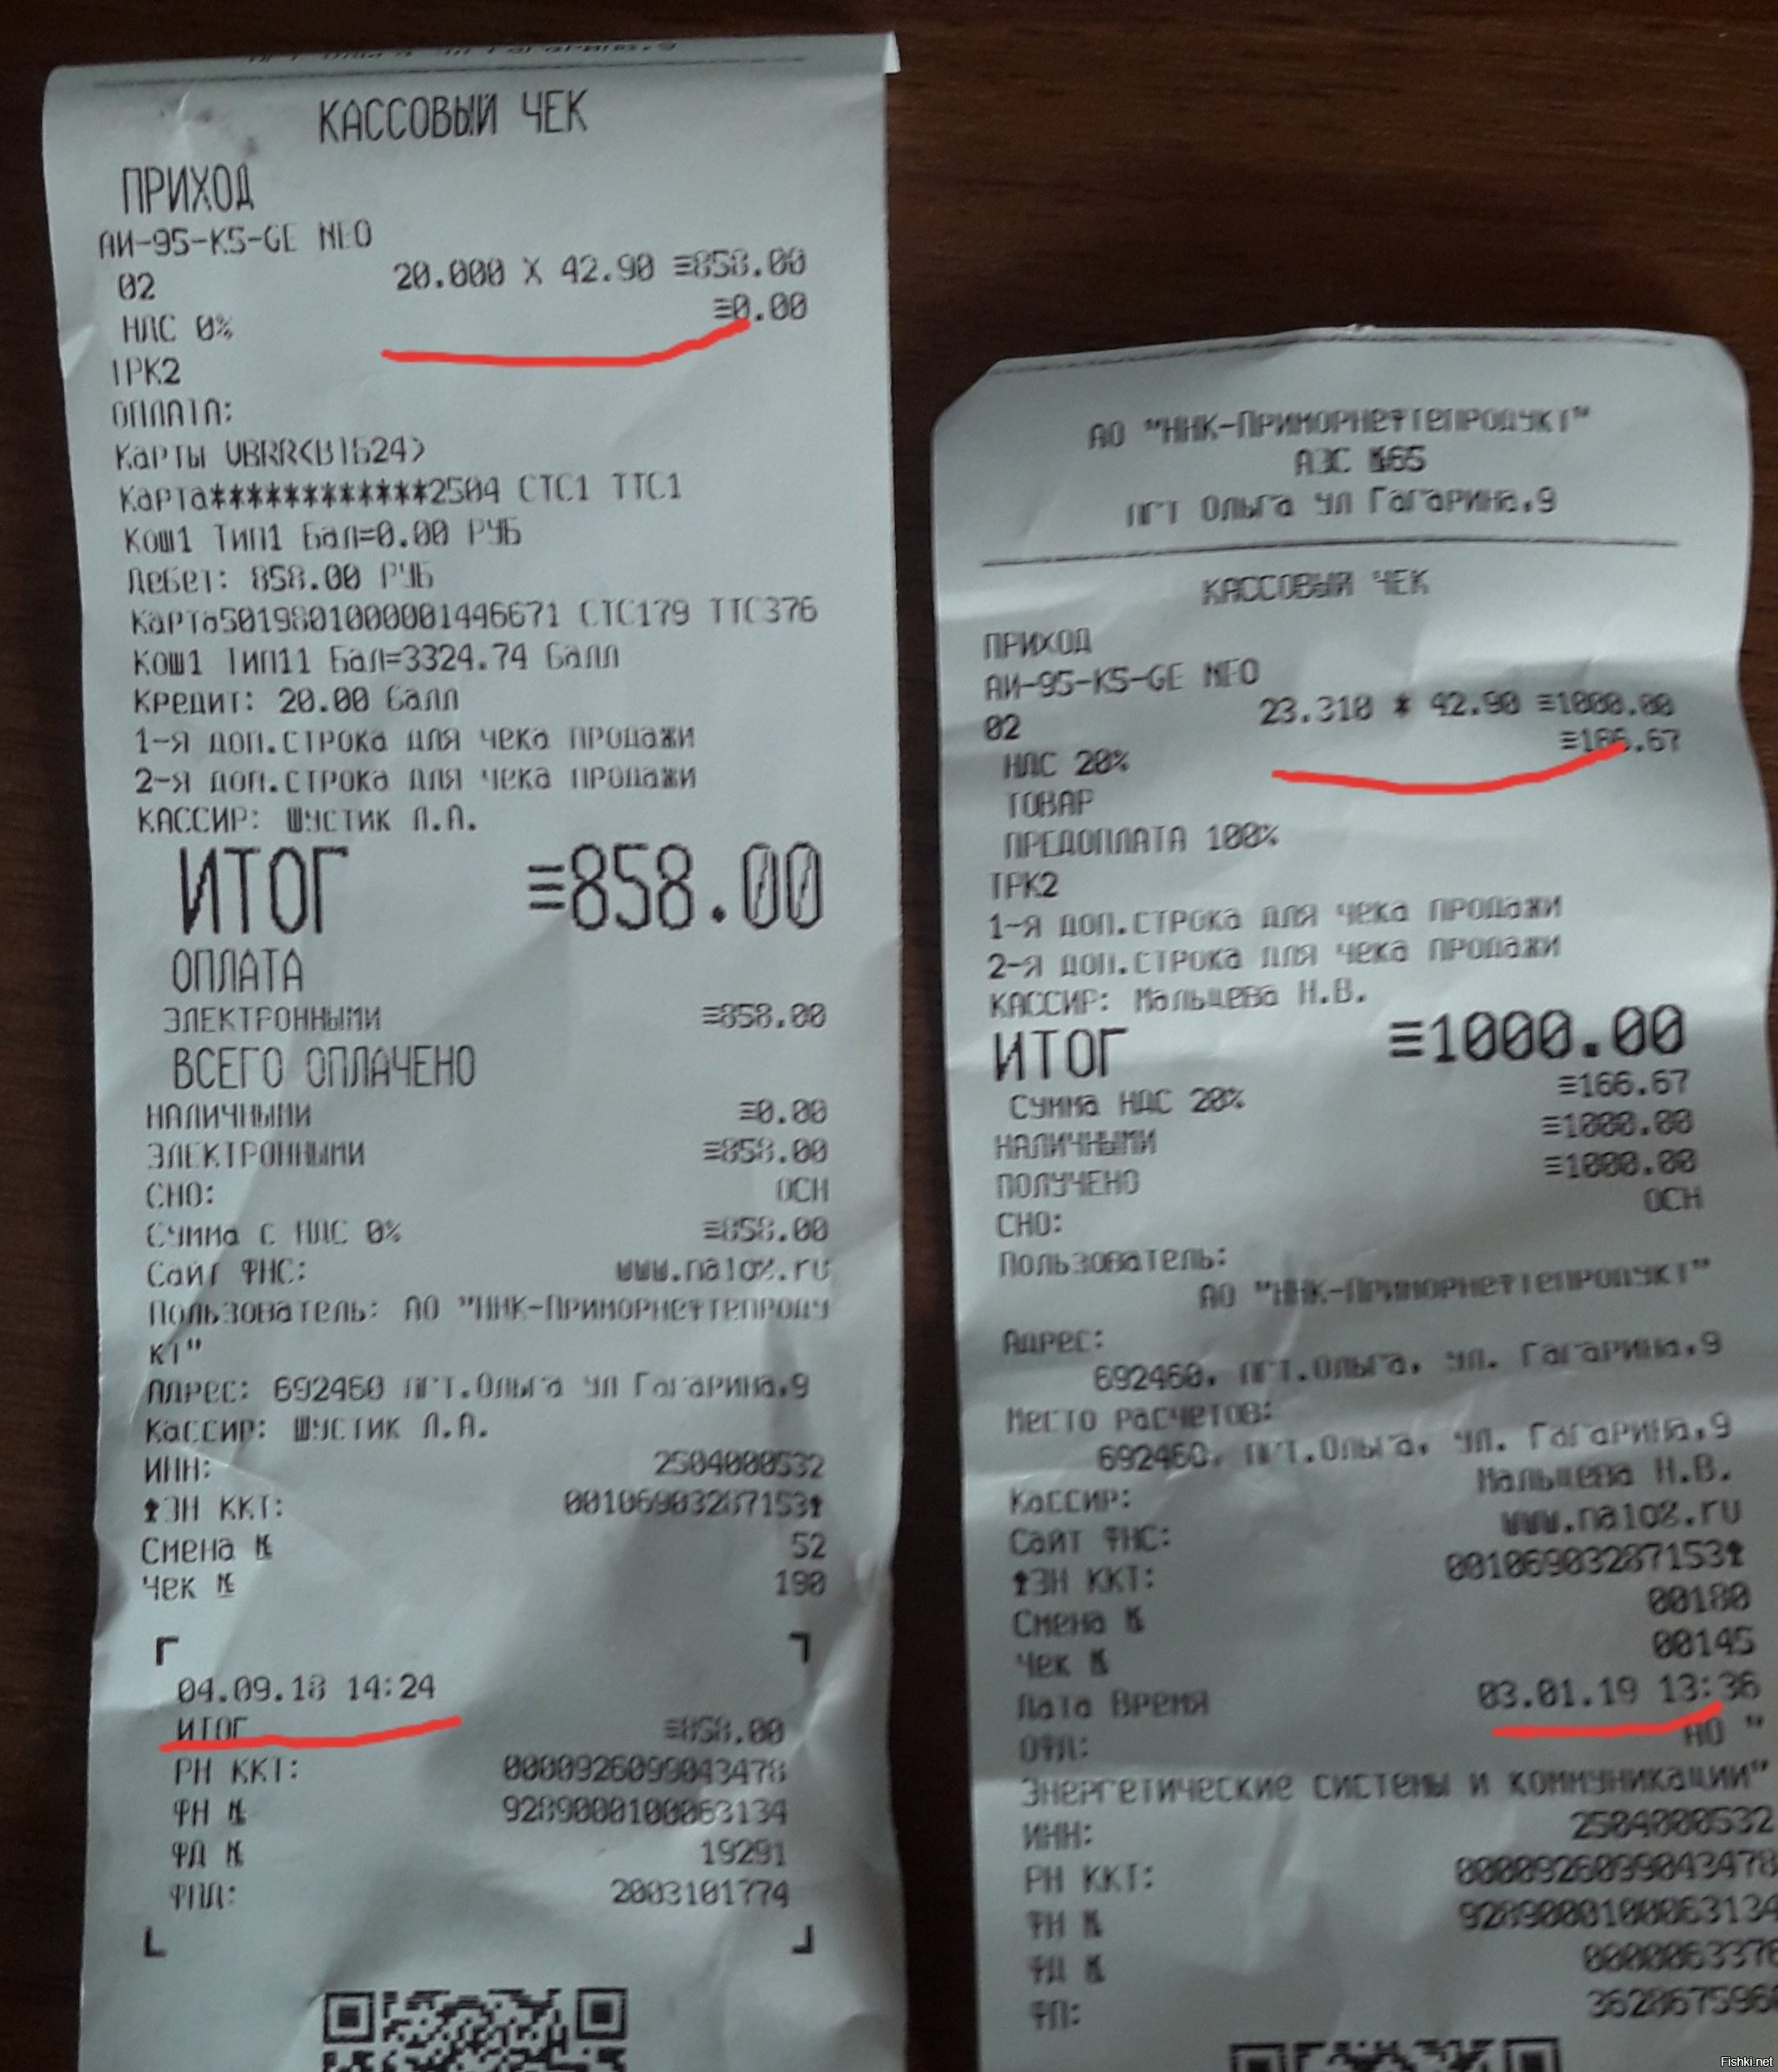 КАССОВЫЙ ЧЕК
ПРИХОД
АИ-95-К5-GE NEO
02 20.000 X 42.90 ≡858.00
НДС 0% ≡0.00
ТРК2
ОПЛАТА:
Карты VBRR(B1624)
Карта************2504 СТС1 ТТС1
Кош1 Тип1 Бал=0.00 РУБ
Дебет: 858.00 РУБ
Карта5019801000001446671 СТС179 ТТС376
Кош1 Тип11 Бал=3324.74 Балл
Кредит: 20.00 Балл
1-я доп.строка для чека продажи
2-я доп.строка для чека продажи
КАССИР: Шустик Л.А.
ИТОГ ≡858.00
ОПЛАТА
ЭЛЕКТРОННЫМИ ≡858.00
ВСЕГО ОПЛАЧЕНО
НАЛИЧНЫМИ ≡0.00
ЭЛЕКТРОННЫМИ ≡858.00
СНО: ОСН
Сумма с НДС 0% ≡858.00
Сайт ФНС: www.nalog.ru
Пользователь: АО "ННК-Приморнефтепроду
кт"
Адрес: 692460 пгт.Ольга ул Гагарина,9
Кассир: Шустик Л.А.
ИНН: 2504000532
ЗН ККТ: 00106903287153
Смена № 52
Чек № 190
04.09.18 14:24
ИТОГ ≡858.00
РН ККТ: 0000926099043478
ФН № 9289000100063134
ФД № 19291
ФПД: 2003101774
АО "ННК-Приморнефтепродукт"
АЗС №65
пгт Ольга ул Гагарина,9
КАССОВЫЙ ЧЕК
ПРИХОД
АИ-95-К5-GE NEO
02 23.310 * 42.90 ≡1000.00
НДС 20% ≡166.67
ТОВАР
ПРЕДОПЛАТА 100%
ТРК2
1-я доп.строка для чека продажи
2-я доп.строка для чека продажи
КАССИР: Мальцева Н.В.
ИТОГ ≡1000.00
Сумма НДС 20% ≡166.67
НАЛИЧНЫМИ ≡1000.00
ПОЛУЧЕНО ≡1000.00
СНО: ОСН
Пользователь:
АО "ННК-Приморнефтепродукт"
Адрес:
692460, пгт.Ольга, ул. Гагарина,9
Место расчетов:
692460, пгт.Ольга, ул. Гагарина,9
Кассир: Мальцева Н.В.
Сайт ФНС: www.nalog.ru
ЗН ККТ: 00106903287153
Смена № 00180
Чек № 00145
Дата Время 03.01.19 13:36
ОФД: АО "
Энергетические системы и коммуникации"
ИНН: 2504000532
РН ККТ: 0000926099043478
ФН № 9289000100063134
ФД № 000006337
ФП: 362867596
Fishki.net